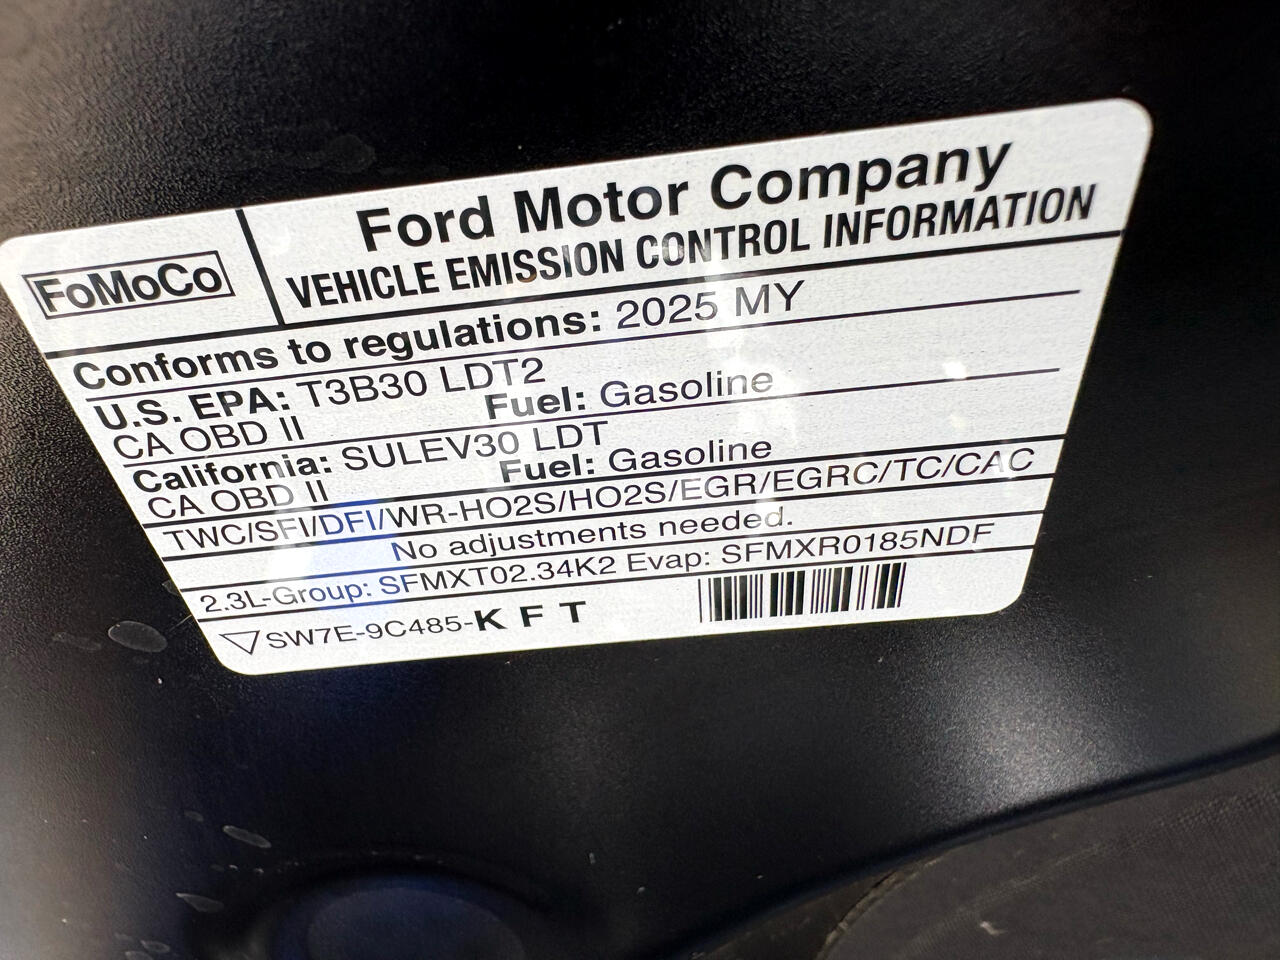 FoMoCo
Ford Motor Company
VEHICLE EMISSION CONTROL INFORMATION
Conforms to regulations: 2025 MY
U.S. EPA: T3B30 LDT2
CA OBD II Fuel: Gasoline
California: SULEV30 LDT
CA OBD II Fuel: Gasoline
TWC/SFI/DFI/WR-HO2S/HO2S/EGR/EGRC/TC/CAC
No adjustments needed.
2.3L-Group: SFMXT02.34K2 Evap: SFMXR0185NDF
SW7E-9C485-K F T